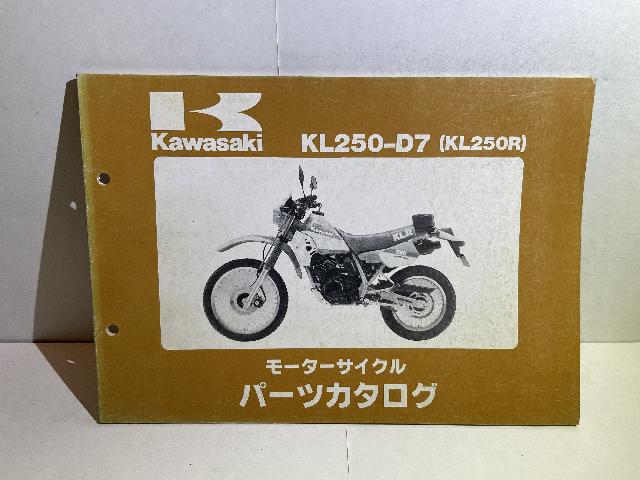 Kawasaki
KL250-D7 (KL250R)
KLR
モーターサイクル
パーツカタログ